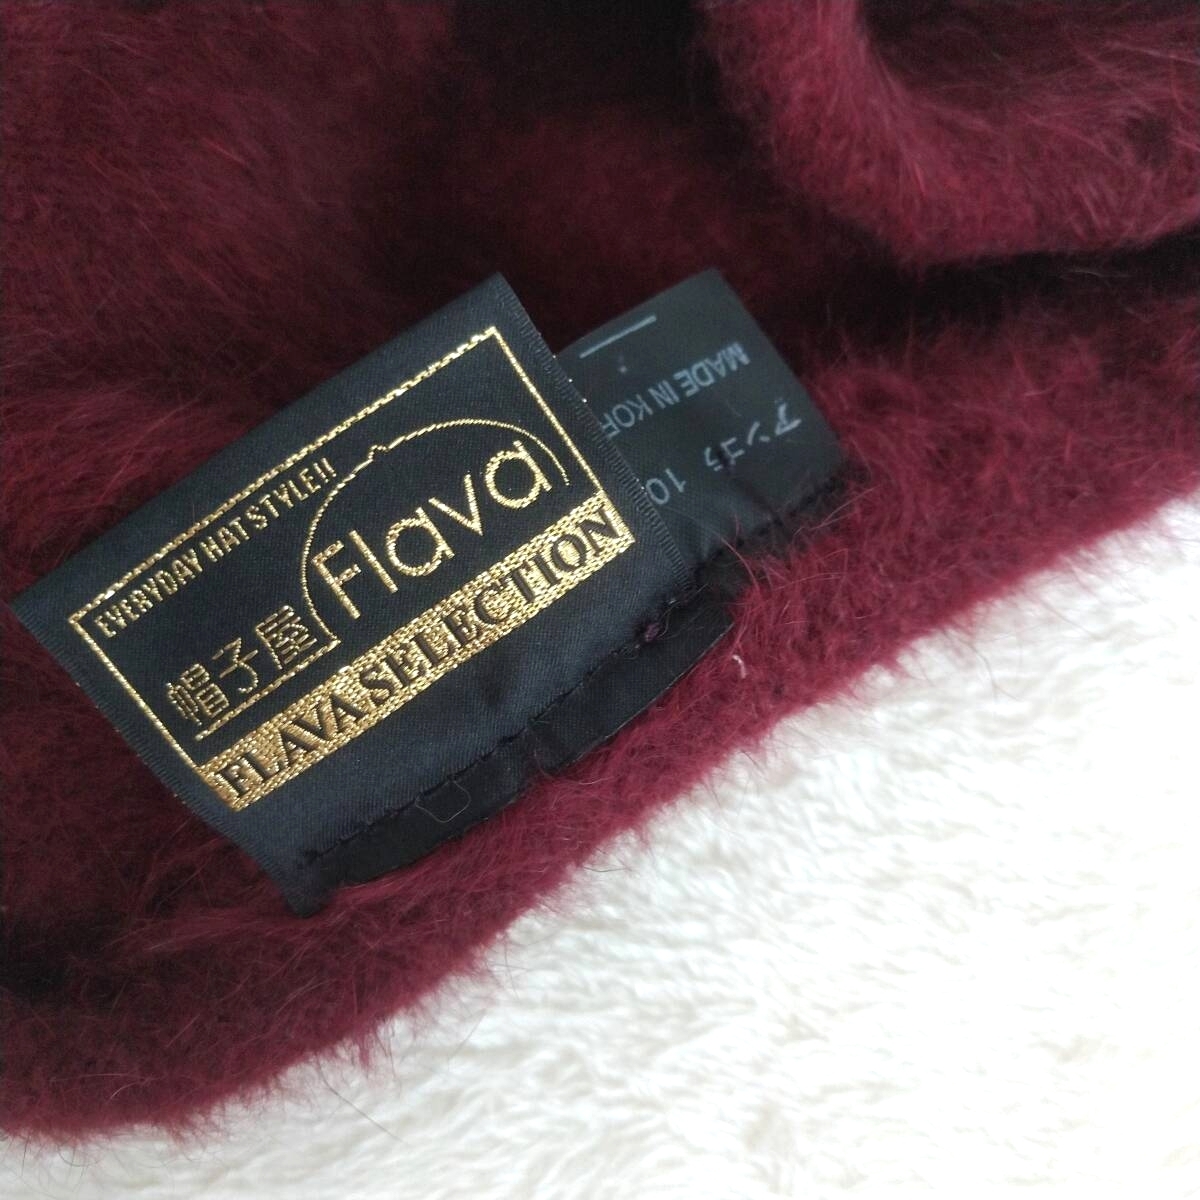 EVERYDAY HAT STYLE!!
帽子屋 Flava
FLAVA SELECTION
アンゴラ 10
MADE IN KOR